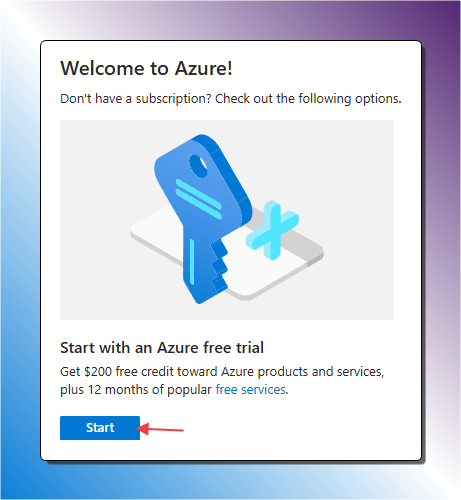 Welcome to Azure!
Don't have a subscription? Check out the following options.
Start with an Azure free trial
Get $200 free credit toward Azure products and services,
plus 12 months of popular free services.
Start